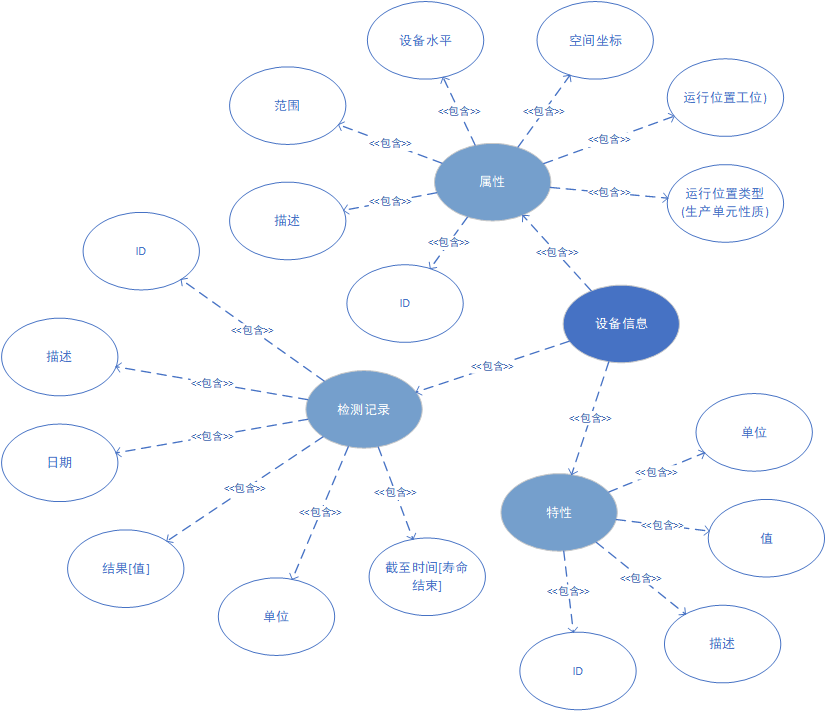 设备水平
空间坐标
范围
运行位置工位)
<<包含>>
<<包含>>
<<包含>>
<<包含>>
属性
描述
<<包含>>
<<包含>>
运行位置类型
(生产单元性质)
<<包含>>
ID
<<包含>>
ID
设备信息
<<包含>>
描述
<<包含>>
<<包含>>
检测记录
<<包含>>
<<包含>>
单位
日期
<<包含>>
<<包含>>
<<包含>>
<<包含>>
<<包含>>
特性
<<包含>>
值
结果[值]
截至时间[寿命
结束]
<<包含>>
<<包含>>
单位
描述
ID